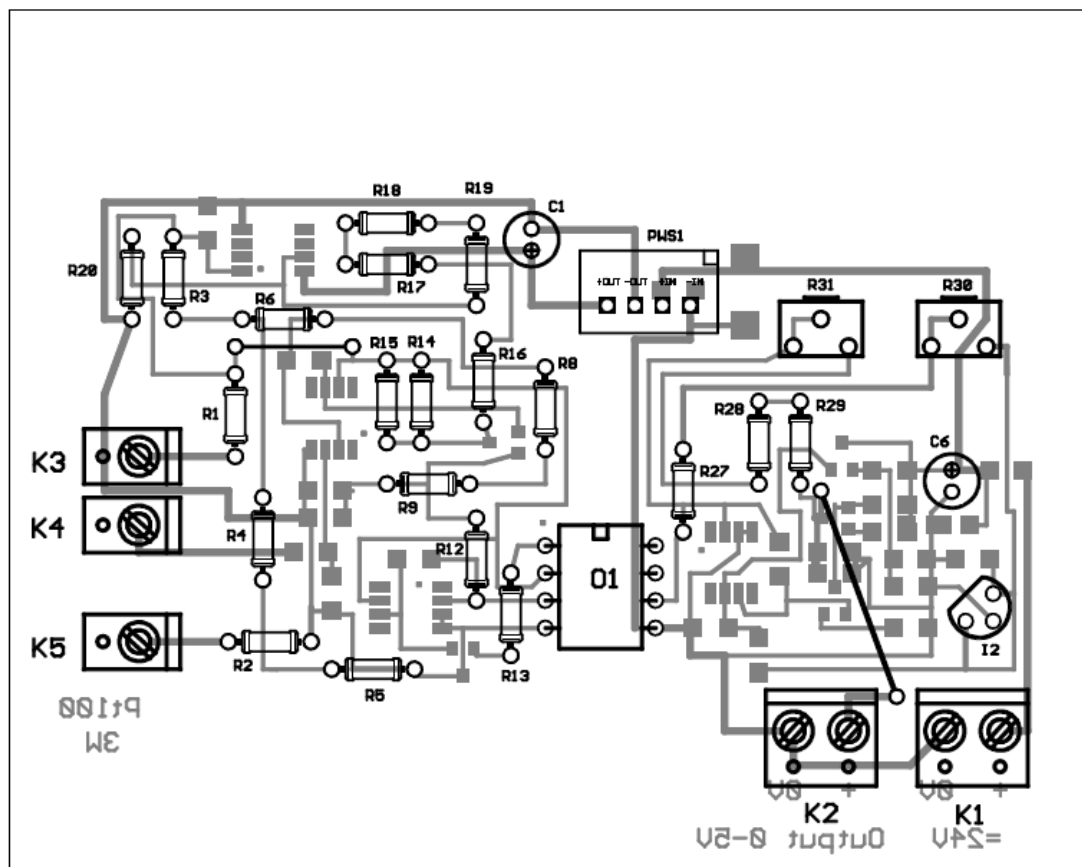 R18
R19
C1
PWS1
R20
R3
R17
+OUT -OUT +IN -IN
R31
R30
R6
R15 R14
R16
R8
R1
R28
R29
K3
C6
R27
K4
R9
R4
R12
O1
K5
R2
R5
R13
I2
Pt100
3W
0V +
0V +
K2
K1
Output 0-5V
=24V